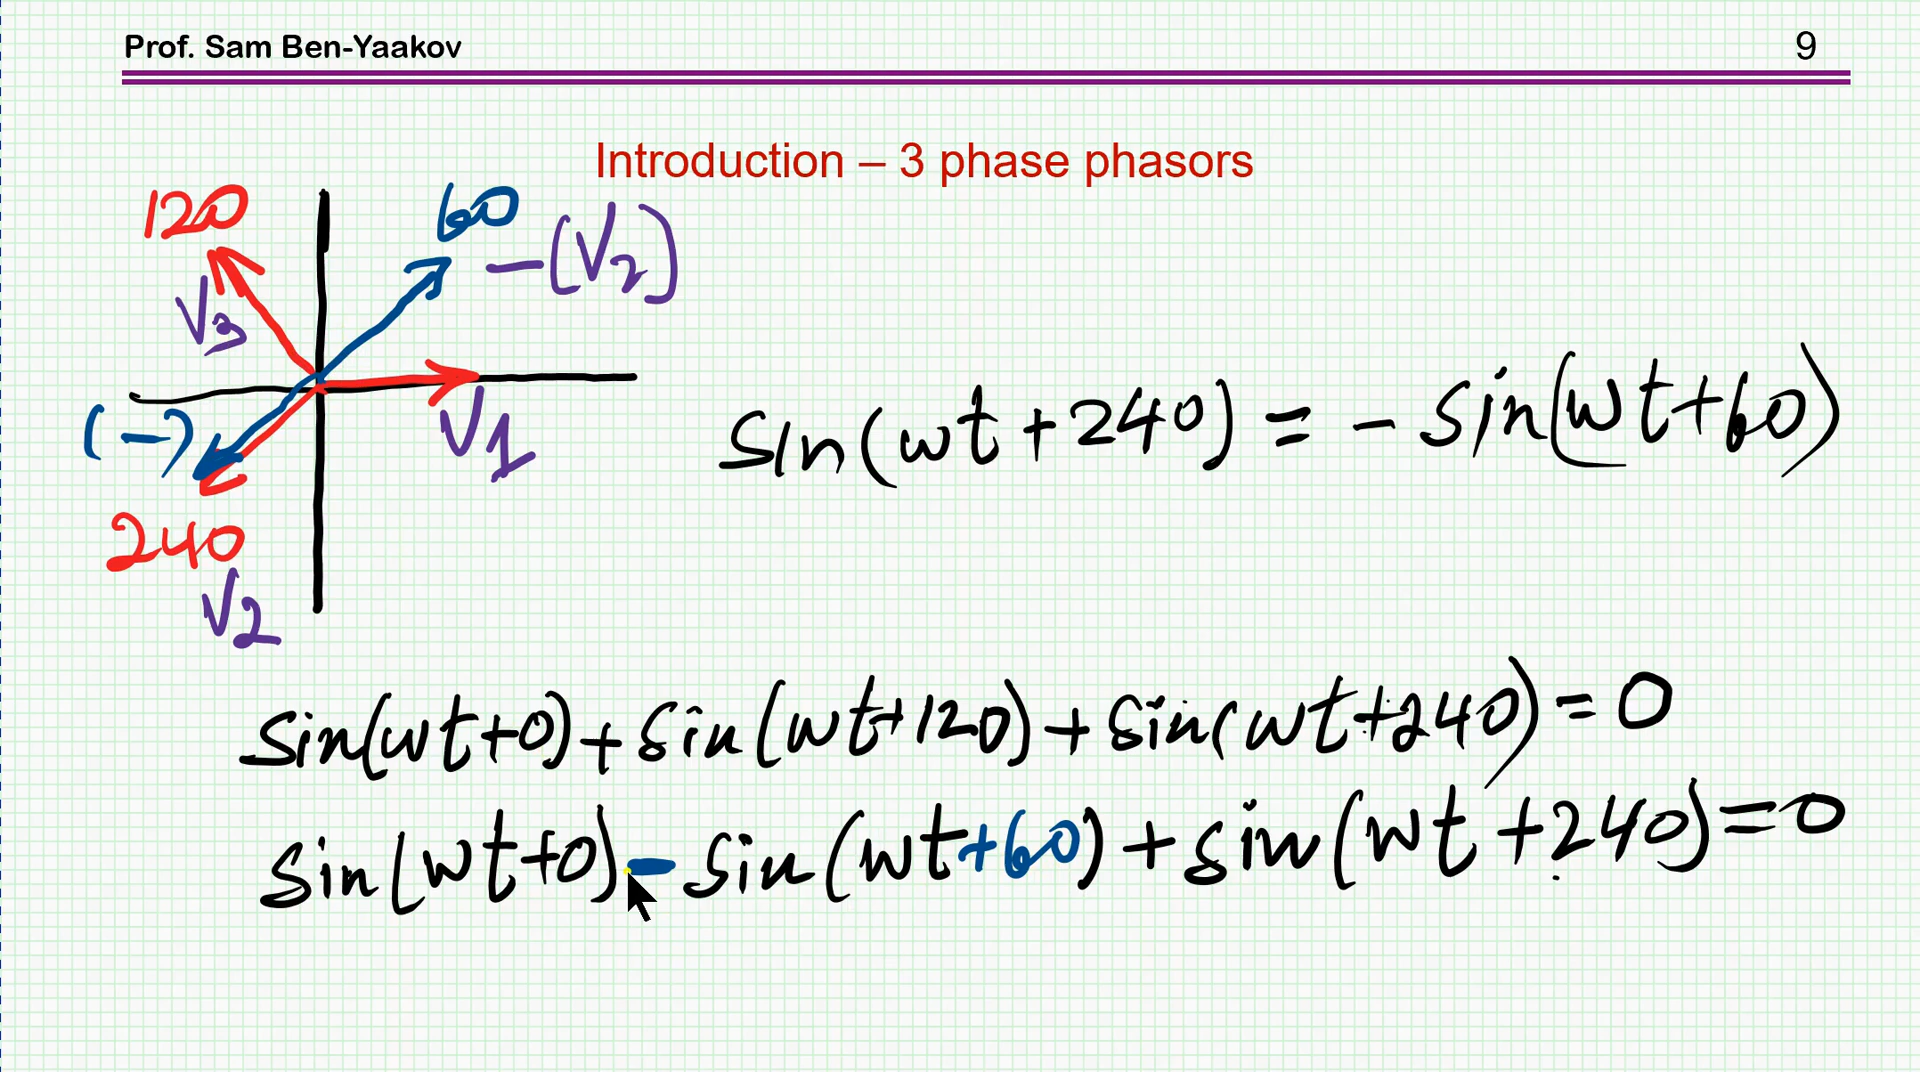 Prof. Sam Ben-Yaakov
9
Introduction – 3 phase phasors
120
60
-(V2)
V3
(-)
V1
240
V2
sin(wt+240) = - sin(wt+60)
sin(wt+0)+sin(wt+120)+sin(wt+240)=0
sin(wt+0)-sin(wt+60)+sin(wt+240)=0